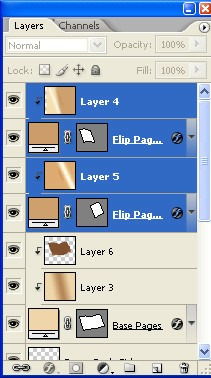 Layers Channels
Normal Opacity: 100%
Lock: Fill: 100%
Layer 4
Flip Pag...
Layer 5
Flip Pag...
Layer 6
Layer 3
Base Pages